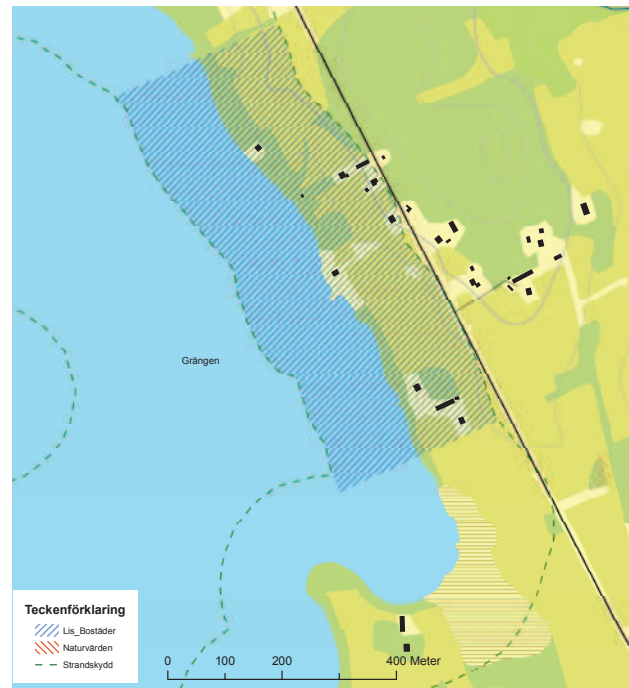 Grängen
Teckenförklaring
Lis_Bostäder
Naturvärden
Strandskydd
0 100 200 400 Meter